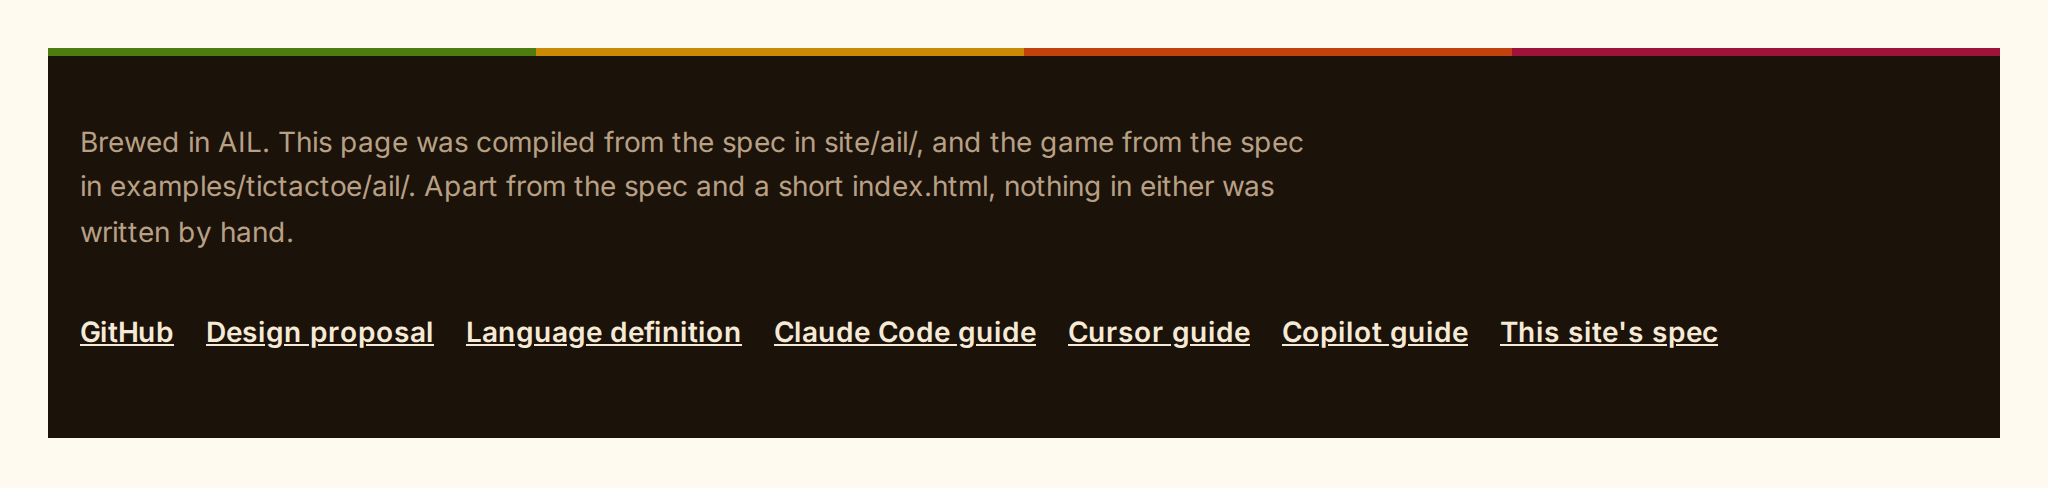 Brewed in AIL. This page was compiled from the spec in site/ail/, and the game from the spec
in examples/tictactoe/ail/. Apart from the spec and a short index.html, nothing in either was
written by hand.
GitHub Design proposal Language definition Claude Code guide Cursor guide Copilot guide This site's spec